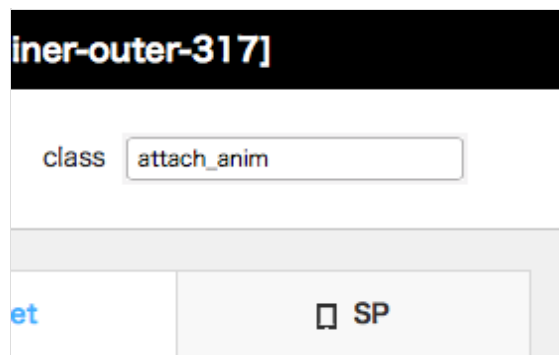 iner-outer-317]
class attach_anim
et SP